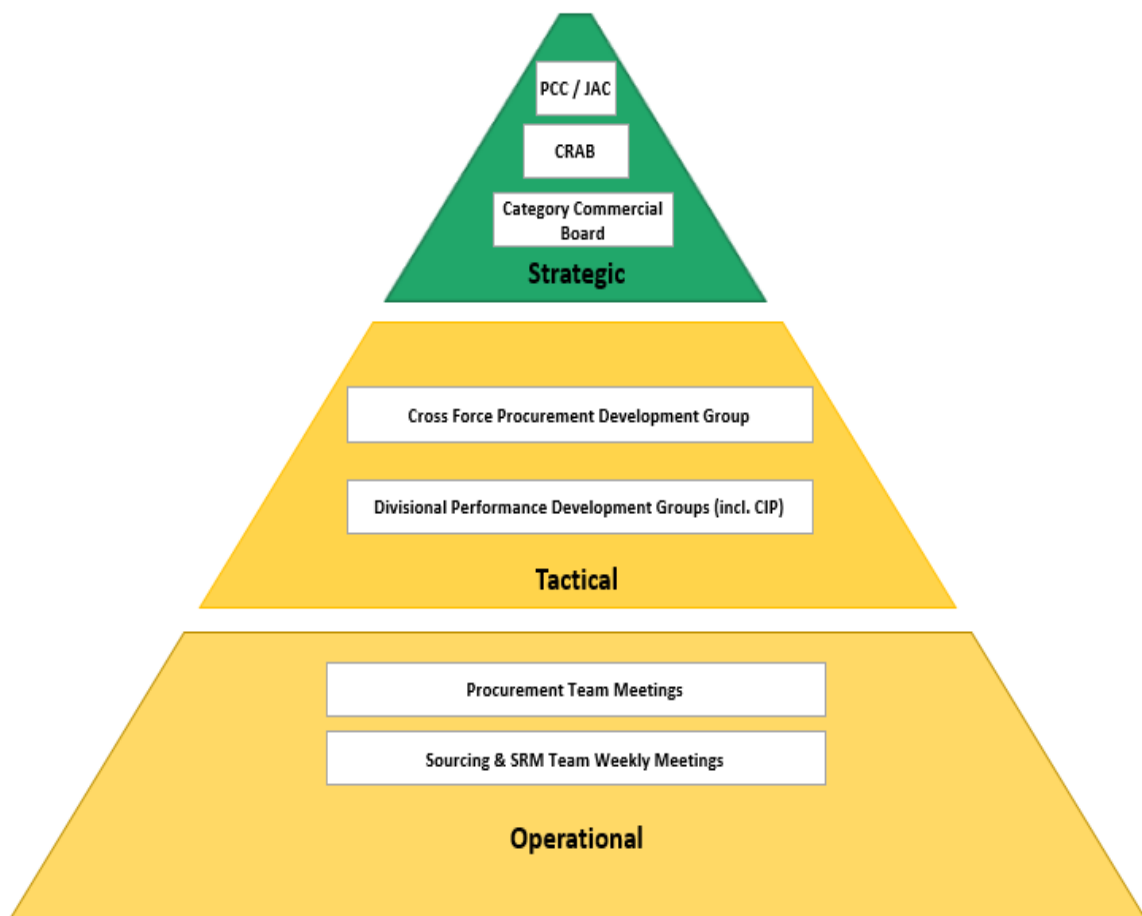 PCC / JAC
CRAB
Category Commercial
Board
Strategic
Cross Force Procurement Development Group
Divisional Performance Development Groups (incl. CIP)
Tactical
Procurement Team Meetings
Sourcing & SRM Team Weekly Meetings
Operational